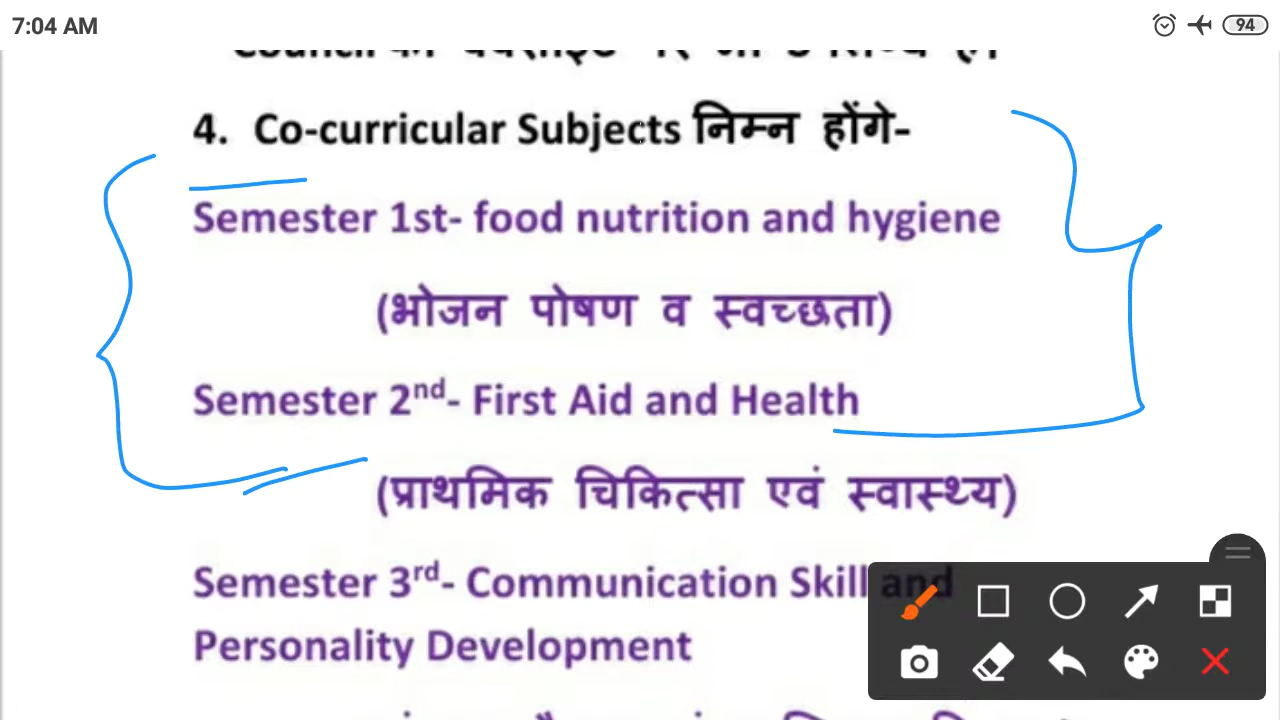 7:04 AM
94
Council
4. Co-curricular Subjects निम्न होंगे-
Semester 1st- food nutrition and hygiene
(भोजन पोषण व स्वच्छता)
Semester 2nd- First Aid and Health
(प्राथमिक चिकित्सा एवं स्वास्थ्य)
Semester 3rd- Communication Skill and
Personality Development